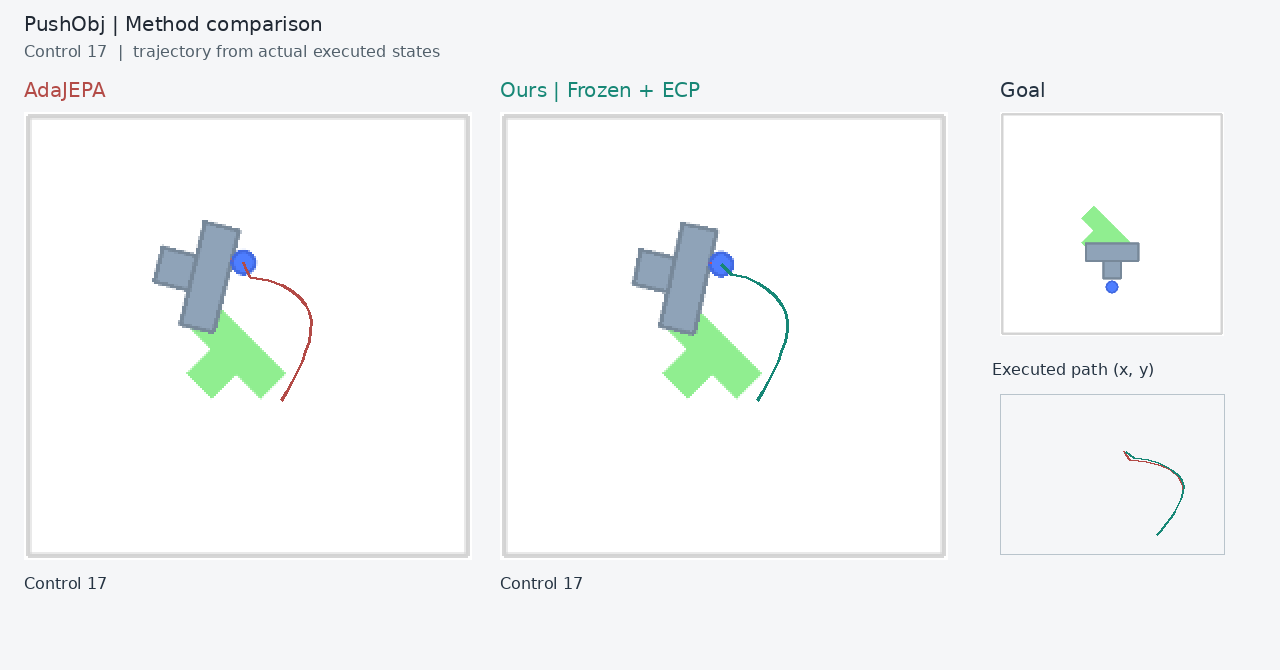 PushObj | Method comparison
Control 17 | trajectory from actual executed states
AdaJEPA
Ours | Frozen + ECP
Goal
Executed path (x, y)
Control 17
Control 17